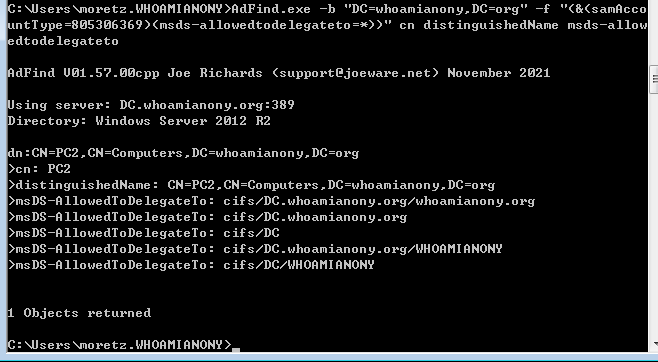 C:\Users\moretz.WHOAMIANONY>AdFind.exe -b "DC=whoamianony,DC=org" -f "(&(samAcco
untType=805306369)(msds-allowedtodelegateto=*))" cn distinguishedName msds-allow
edtodelegateto
AdFind V01.57.00cpp Joe Richards (support@joeware.net) November 2021
Using server: DC.whoamianony.org:389
Directory: Windows Server 2012 R2
dn:CN=PC2,CN=Computers,DC=whoamianony,DC=org
>cn: PC2
>distinguishedName: CN=PC2,CN=Computers,DC=whoamianony,DC=org
>msDS-AllowedToDelegateTo: cifs/DC.whoamianony.org/whoamianony.org
>msDS-AllowedToDelegateTo: cifs/DC.whoamianony.org
>msDS-AllowedToDelegateTo: cifs/DC
>msDS-AllowedToDelegateTo: cifs/DC.whoamianony.org/WHOAMIANONY
>msDS-AllowedToDelegateTo: cifs/DC/WHOAMIANONY
1 Objects returned
C:\Users\moretz.WHOAMIANONY>_